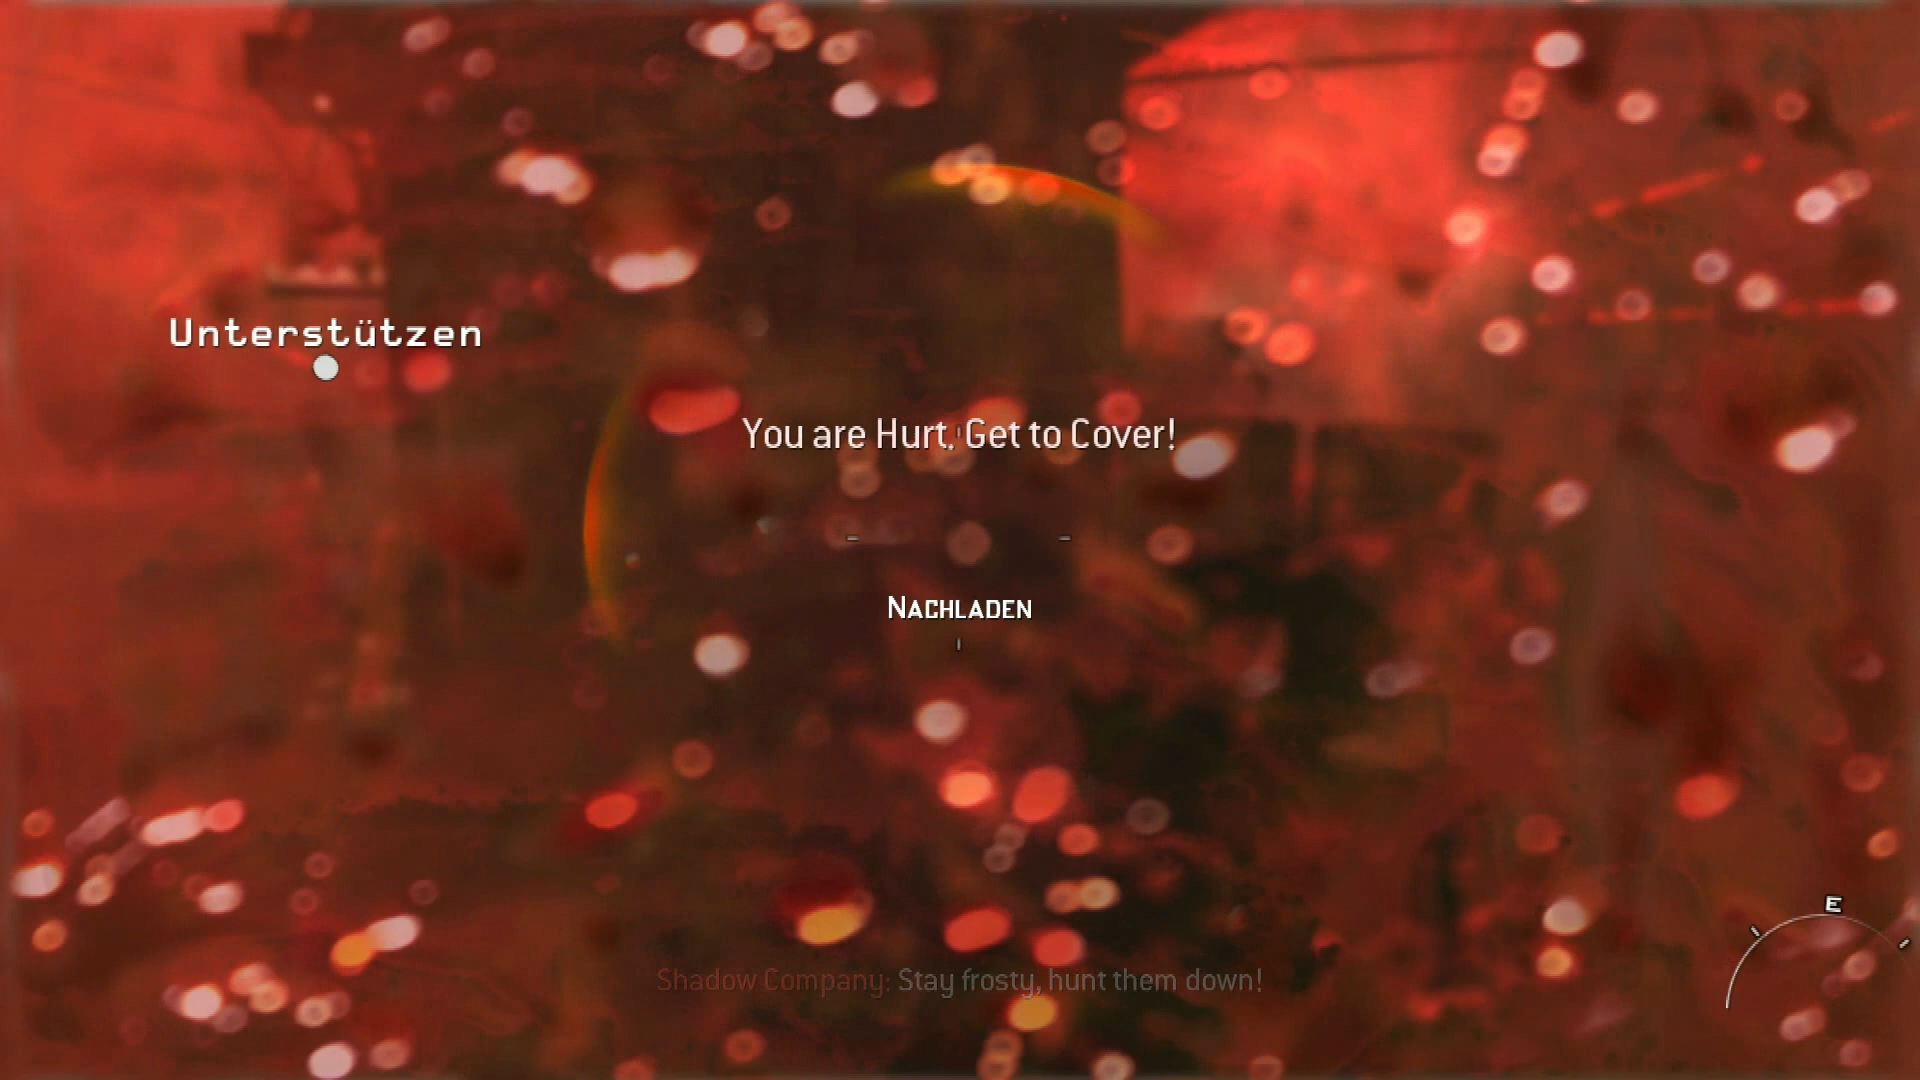 Unterstützen
You are Hurt. Get to Cover!
NACHLADEN
E
Shadow Company: Stay frosty, hunt them down!